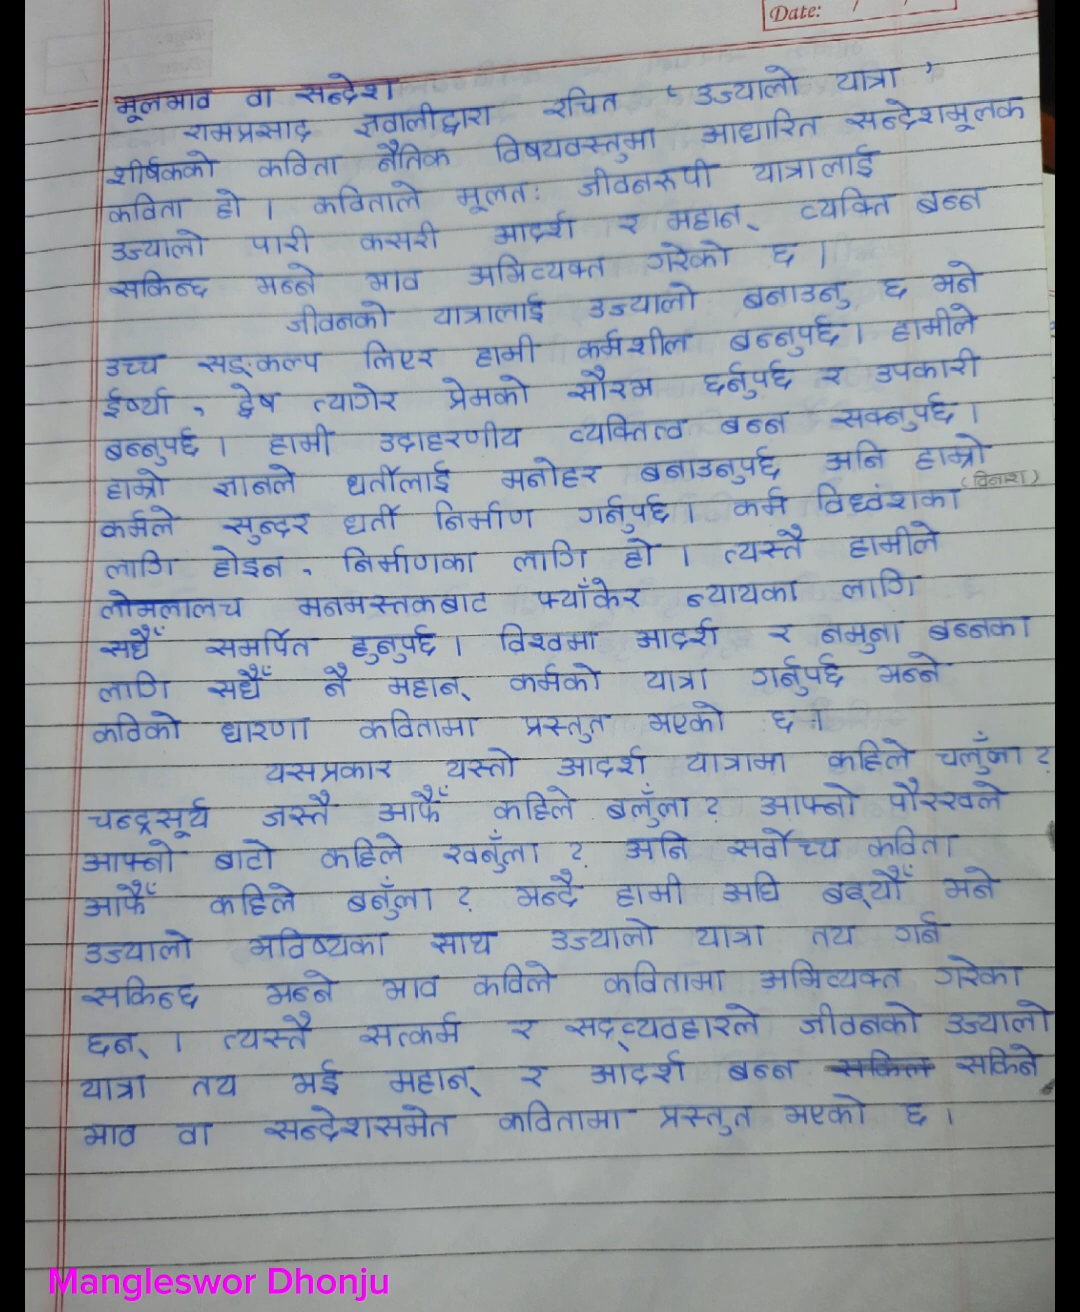 Date: / /
मूलभाव वा सन्देश
रामप्रसाद ज्ञवालीद्वारा रचित 'उज्यालो यात्रा'
शीर्षकको कविता नैतिक विषयवस्तुमा आधारित सन्देशमूलक
कविता हो । कविताले मूलतः जीवनरुपी यात्रालाई
उज्यालो पारी कसरी आदर्श र महान् व्यक्ति बन्न
सकिन्छ भन्ने भाव अभिव्यक्त गरेको छ ।
जीवनको यात्रालाई उज्यालो बनाउनु छ भने
उच्च सङ्कल्प लिएर हामी कर्मशील बन्नुपर्छ । हामीले
ईर्ष्या, द्वेष त्यागेर प्रेमको सौरभ छर्नुपर्छ र उपकारी
बन्नुपर्छ । हामी उदाहरणीय व्यक्तित्व बन्न सक्नुपर्छ ।
हाम्रो ज्ञानले धर्तीलाई मनोहर बनाउनुपर्छ अनि हाम्रो
कर्मले सुन्दर धर्ती निर्माण गर्नुपर्छ । कर्म विध्वंशका (विनाश)
लागि होइन, निर्माणका लागि हो । त्यस्तै हामीले
लोभलालच मनमस्तकबाट फ्याँकेर न्यायका लागि
सधैँ समर्पित हुनुपर्छ । विश्वमा आदर्श र नमुना बन्नका
लागि सधैँ नै महान् कर्मको यात्रा गर्नुपर्छ भन्ने
कविको धारणा कवितामा प्रस्तुत भएको छ ।
यसप्रकार यस्तो आदर्श यात्रामा कहिले चलुँला ?
चन्द्रसूर्य जस्तै आफैँ कहिले बलुँला ? आफ्नो पौरखले
आफ्नो बाटो कहिले खनुँला ? अनि सर्वोच्च कविता
आफैँ कहिले बनुँला ? भन्दै हामी अघि बढ्यौँ भने
उज्यालो भविष्यका साथ उज्यालो यात्रा तय गर्न
सकिन्छ भन्ने भाव कविले कवितामा अभिव्यक्त गरेका
छन् । त्यस्तै सत्कर्म र सद्व्यवहारले जीवनको उज्यालो
यात्रा तय भई महान् र आदर्श बन्न सकिने
भाव वा सन्देशसमेत कवितामा प्रस्तुत भएको छ ।
Mangleswor Dhonju